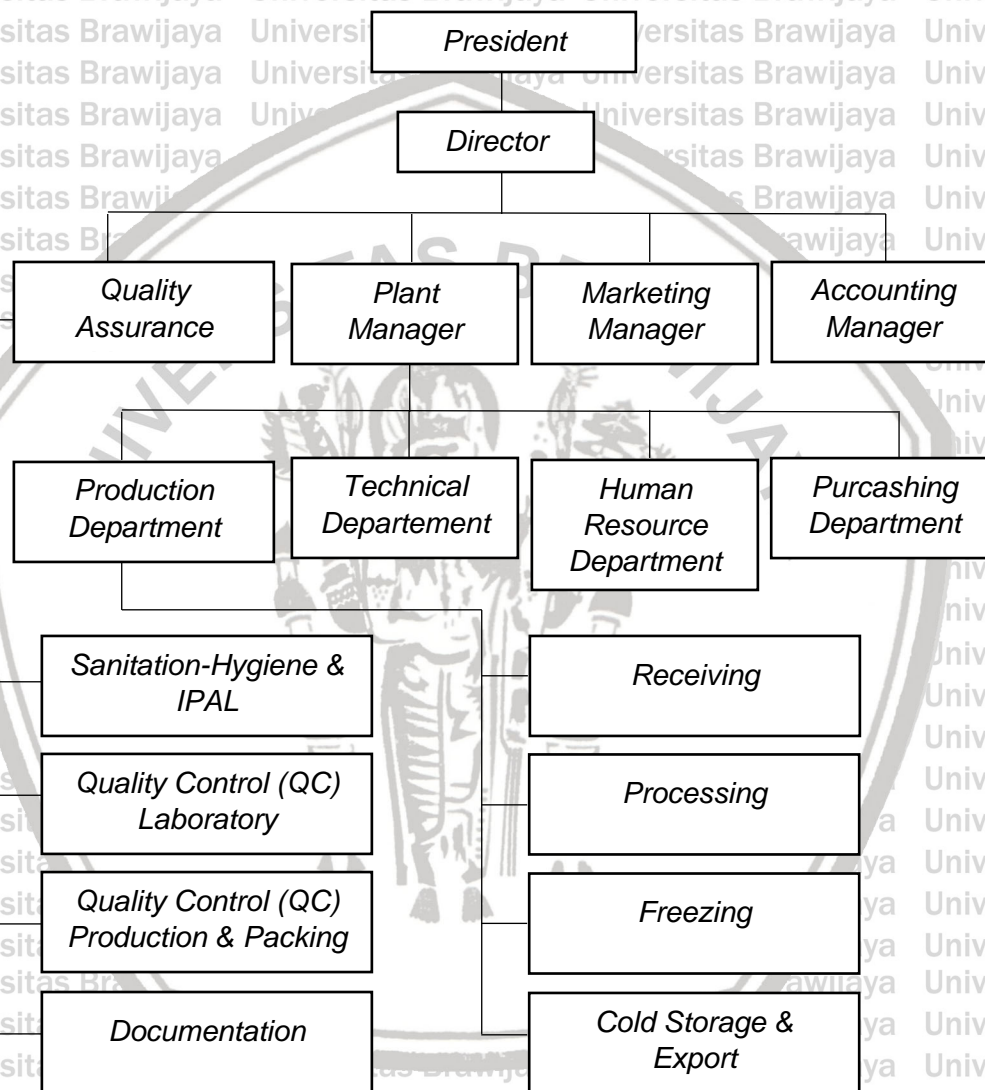 President
Director
Quality
Assurance
Plant
Manager
Marketing
Manager
Accounting
Manager
Production
Department
Technical
Departement
Human
Resource
Department
Purcashing
Department
Sanitation-Hygiene &
IPAL
Receiving
Quality Control (QC)
Laboratory
Processing
Quality Control (QC)
Production & Packing
Freezing
Documentation
Cold Storage &
Export